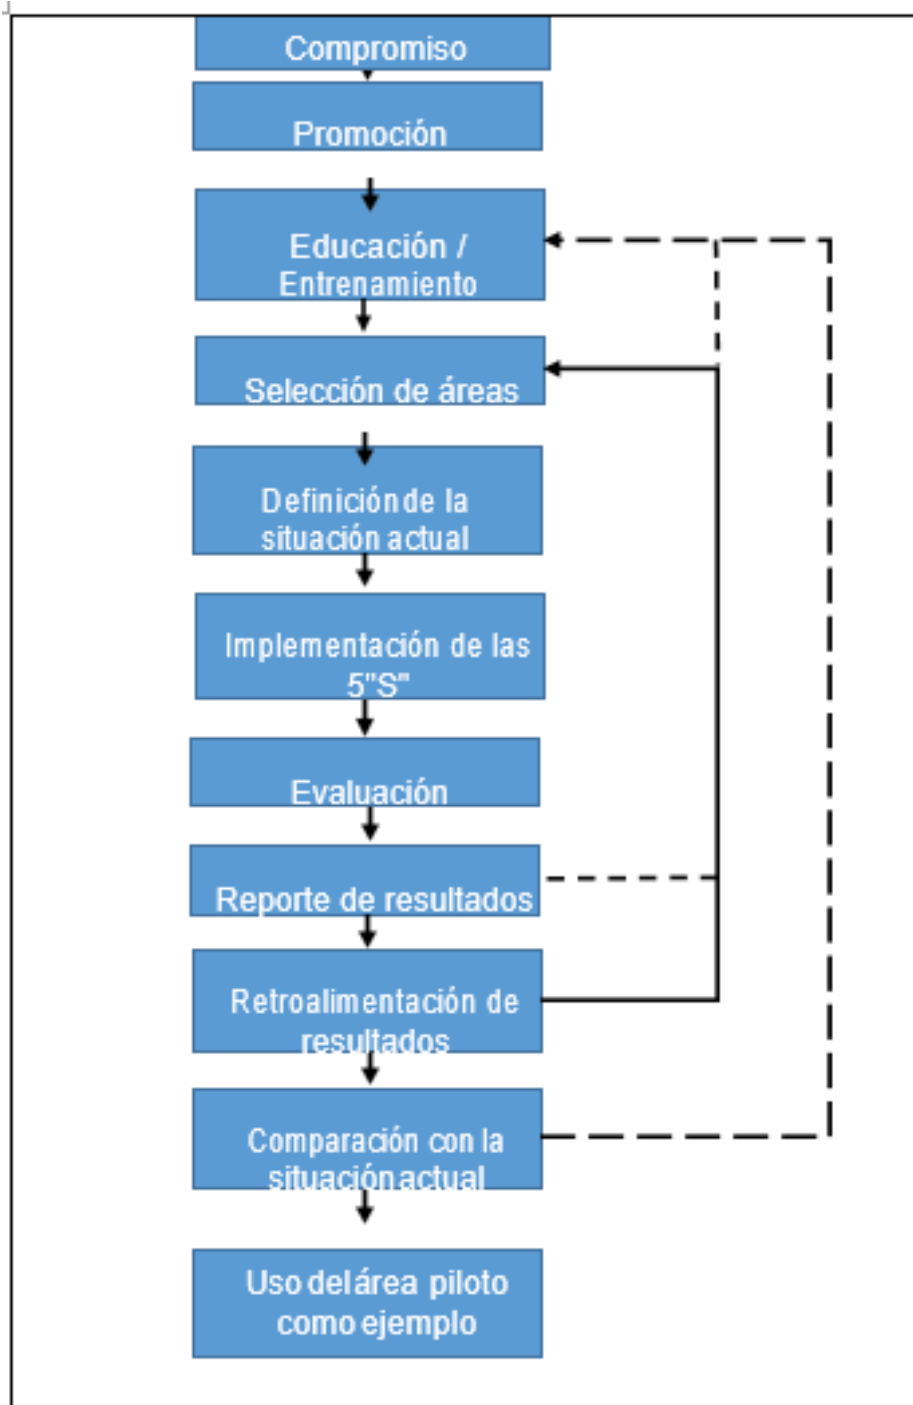 Compromiso
Promoción
Educación /
Entrenamiento
Selección de áreas
Definición de la
situación actual
Implementación de las
5"S"
Evaluación
Reporte de resultados
Retroalimentación de
resultados
Comparación con la
situación actual
Uso del área piloto
como ejemplo